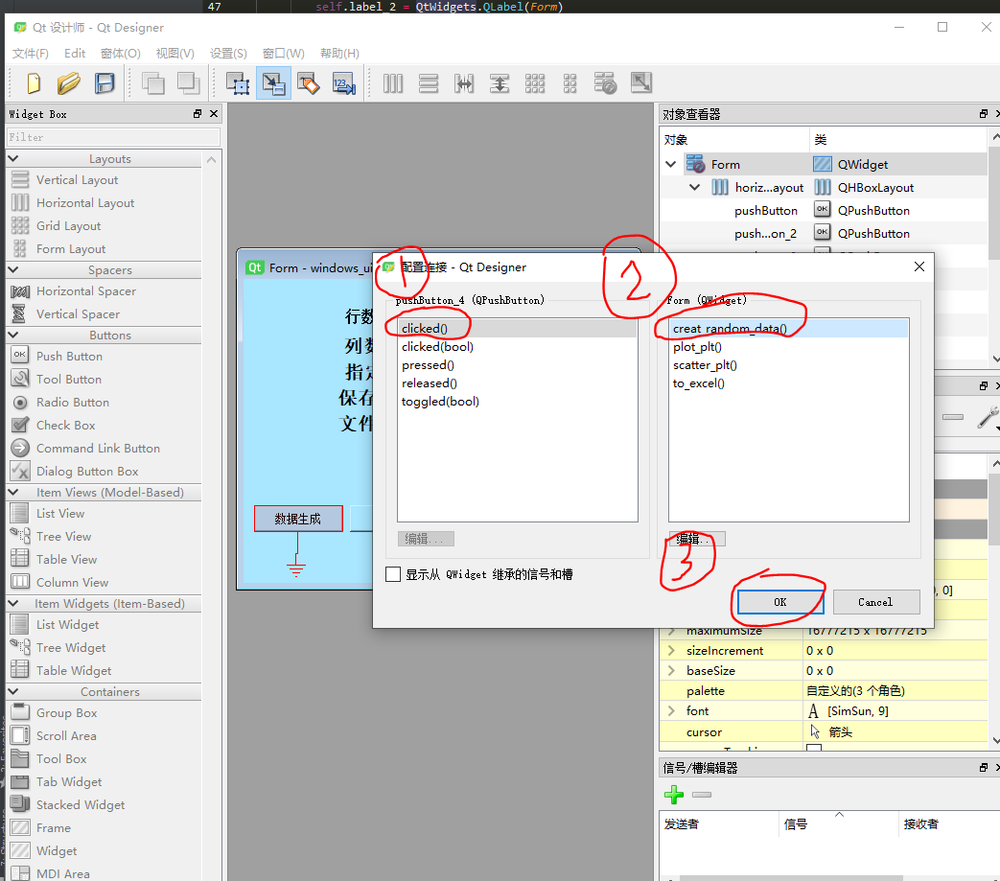 47 self.label_2 = QtWidgets.QLabel(Form)
Qt 设计师 - Qt Designer
文件(F) Edit 窗体(O) 视图(V) 设置(S) 窗口(W) 帮助(H)
Widget Box
Filter
Layouts
Vertical Layout
Horizontal Layout
Grid Layout
Form Layout
Spacers
Horizontal Spacer
Vertical Spacer
Buttons
OK Push Button
Tool Button
Radio Button
Check Box
Command Link Button
Dialog Button Box
Item Views (Model-Based)
List View
Tree View
Table View
Column View
Item Widgets (Item-Based)
List Widget
Tree Widget
Table Widget
Containers
Group Box
Scroll Area
Tool Box
Tab Widget
Stacked Widget
Frame
Widget
MDI Area
Qt Form - windows_ui
行数
列数
指定
保存
文件
数据生成
1
2
3
配置连接 - Qt Designer
pushButton_4 (QPushButton)
clicked()
clicked(bool)
pressed()
released()
toggled(bool)
编辑...
Form (QWidget)
creat_random_data()
plot_plt()
scatter_plt()
to_excel()
编辑...
显示从 QWidget 继承的信号和槽
OK Cancel
对象查看器
对象 类
Form QWidget
horiz...ayout QHBoxLayout
pushButton OK QPushButton
push...on_2 OK QPushButton
0, 0]
maximumSize 16777215 x 16777215
sizeIncrement 0 x 0
baseSize 0 x 0
palette 自定义的(3 个角色)
font A [SimSun, 9]
cursor 箭头
信号/槽编辑器
发送者 信号 接收者